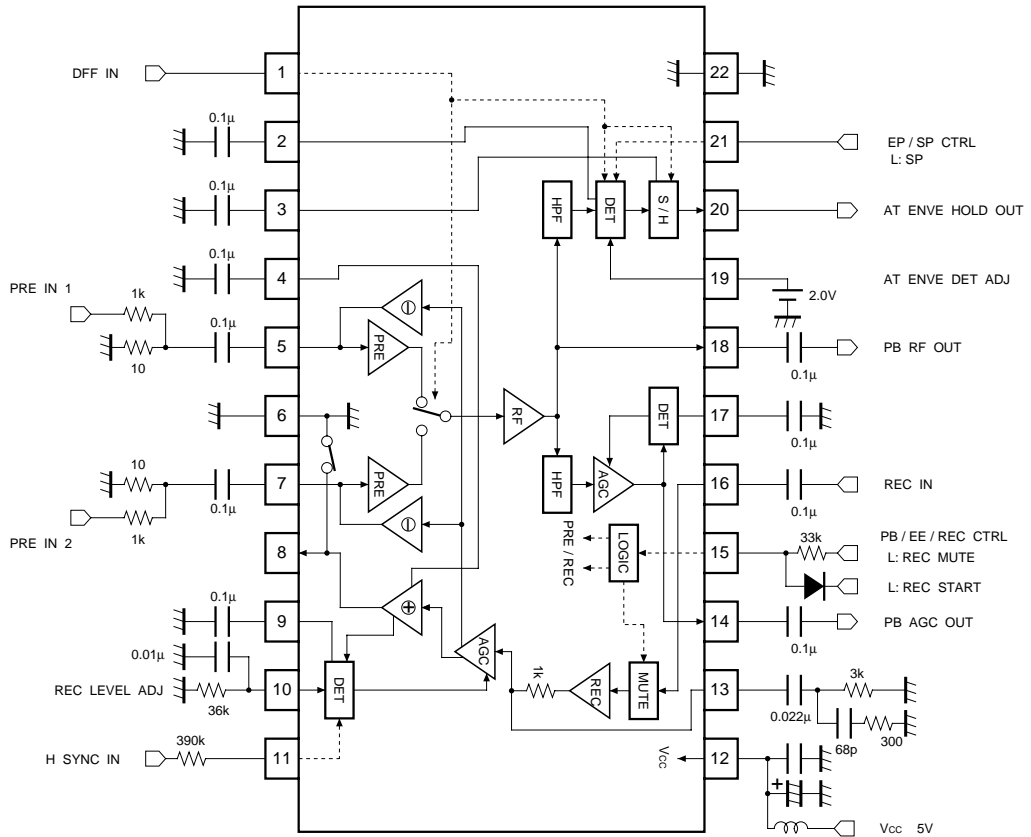 DFF IN
1
22
0.1μ
2
21
EP / SP CTRL
L: SP
0.1μ
3
HPF
DET
S / H
20
AT ENVE HOLD OUT
0.1μ
4
19
AT ENVE DET ADJ
2.0V
PRE IN 1
1k
10
0.1μ
5
PRE
18
PB RF OUT
0.1μ
6
RF
DET
17
0.1μ
10
0.1μ
7
PRE
HPF
AGC
16
REC IN
1k
PRE IN 2
8
PRE / REC
LOGIC
15
33k
PB / EE / REC CTRL
L: REC MUTE
L: REC START
0.1μ
9
14
PB AGC OUT
0.1μ
0.01μ
AGC
REC LEVEL ADJ
36k
10
DET
1k
REC
MUTE
13
0.022μ
3k
68p
300
H SYNC IN
390k
11
Vcc
12
+
Vcc 5V